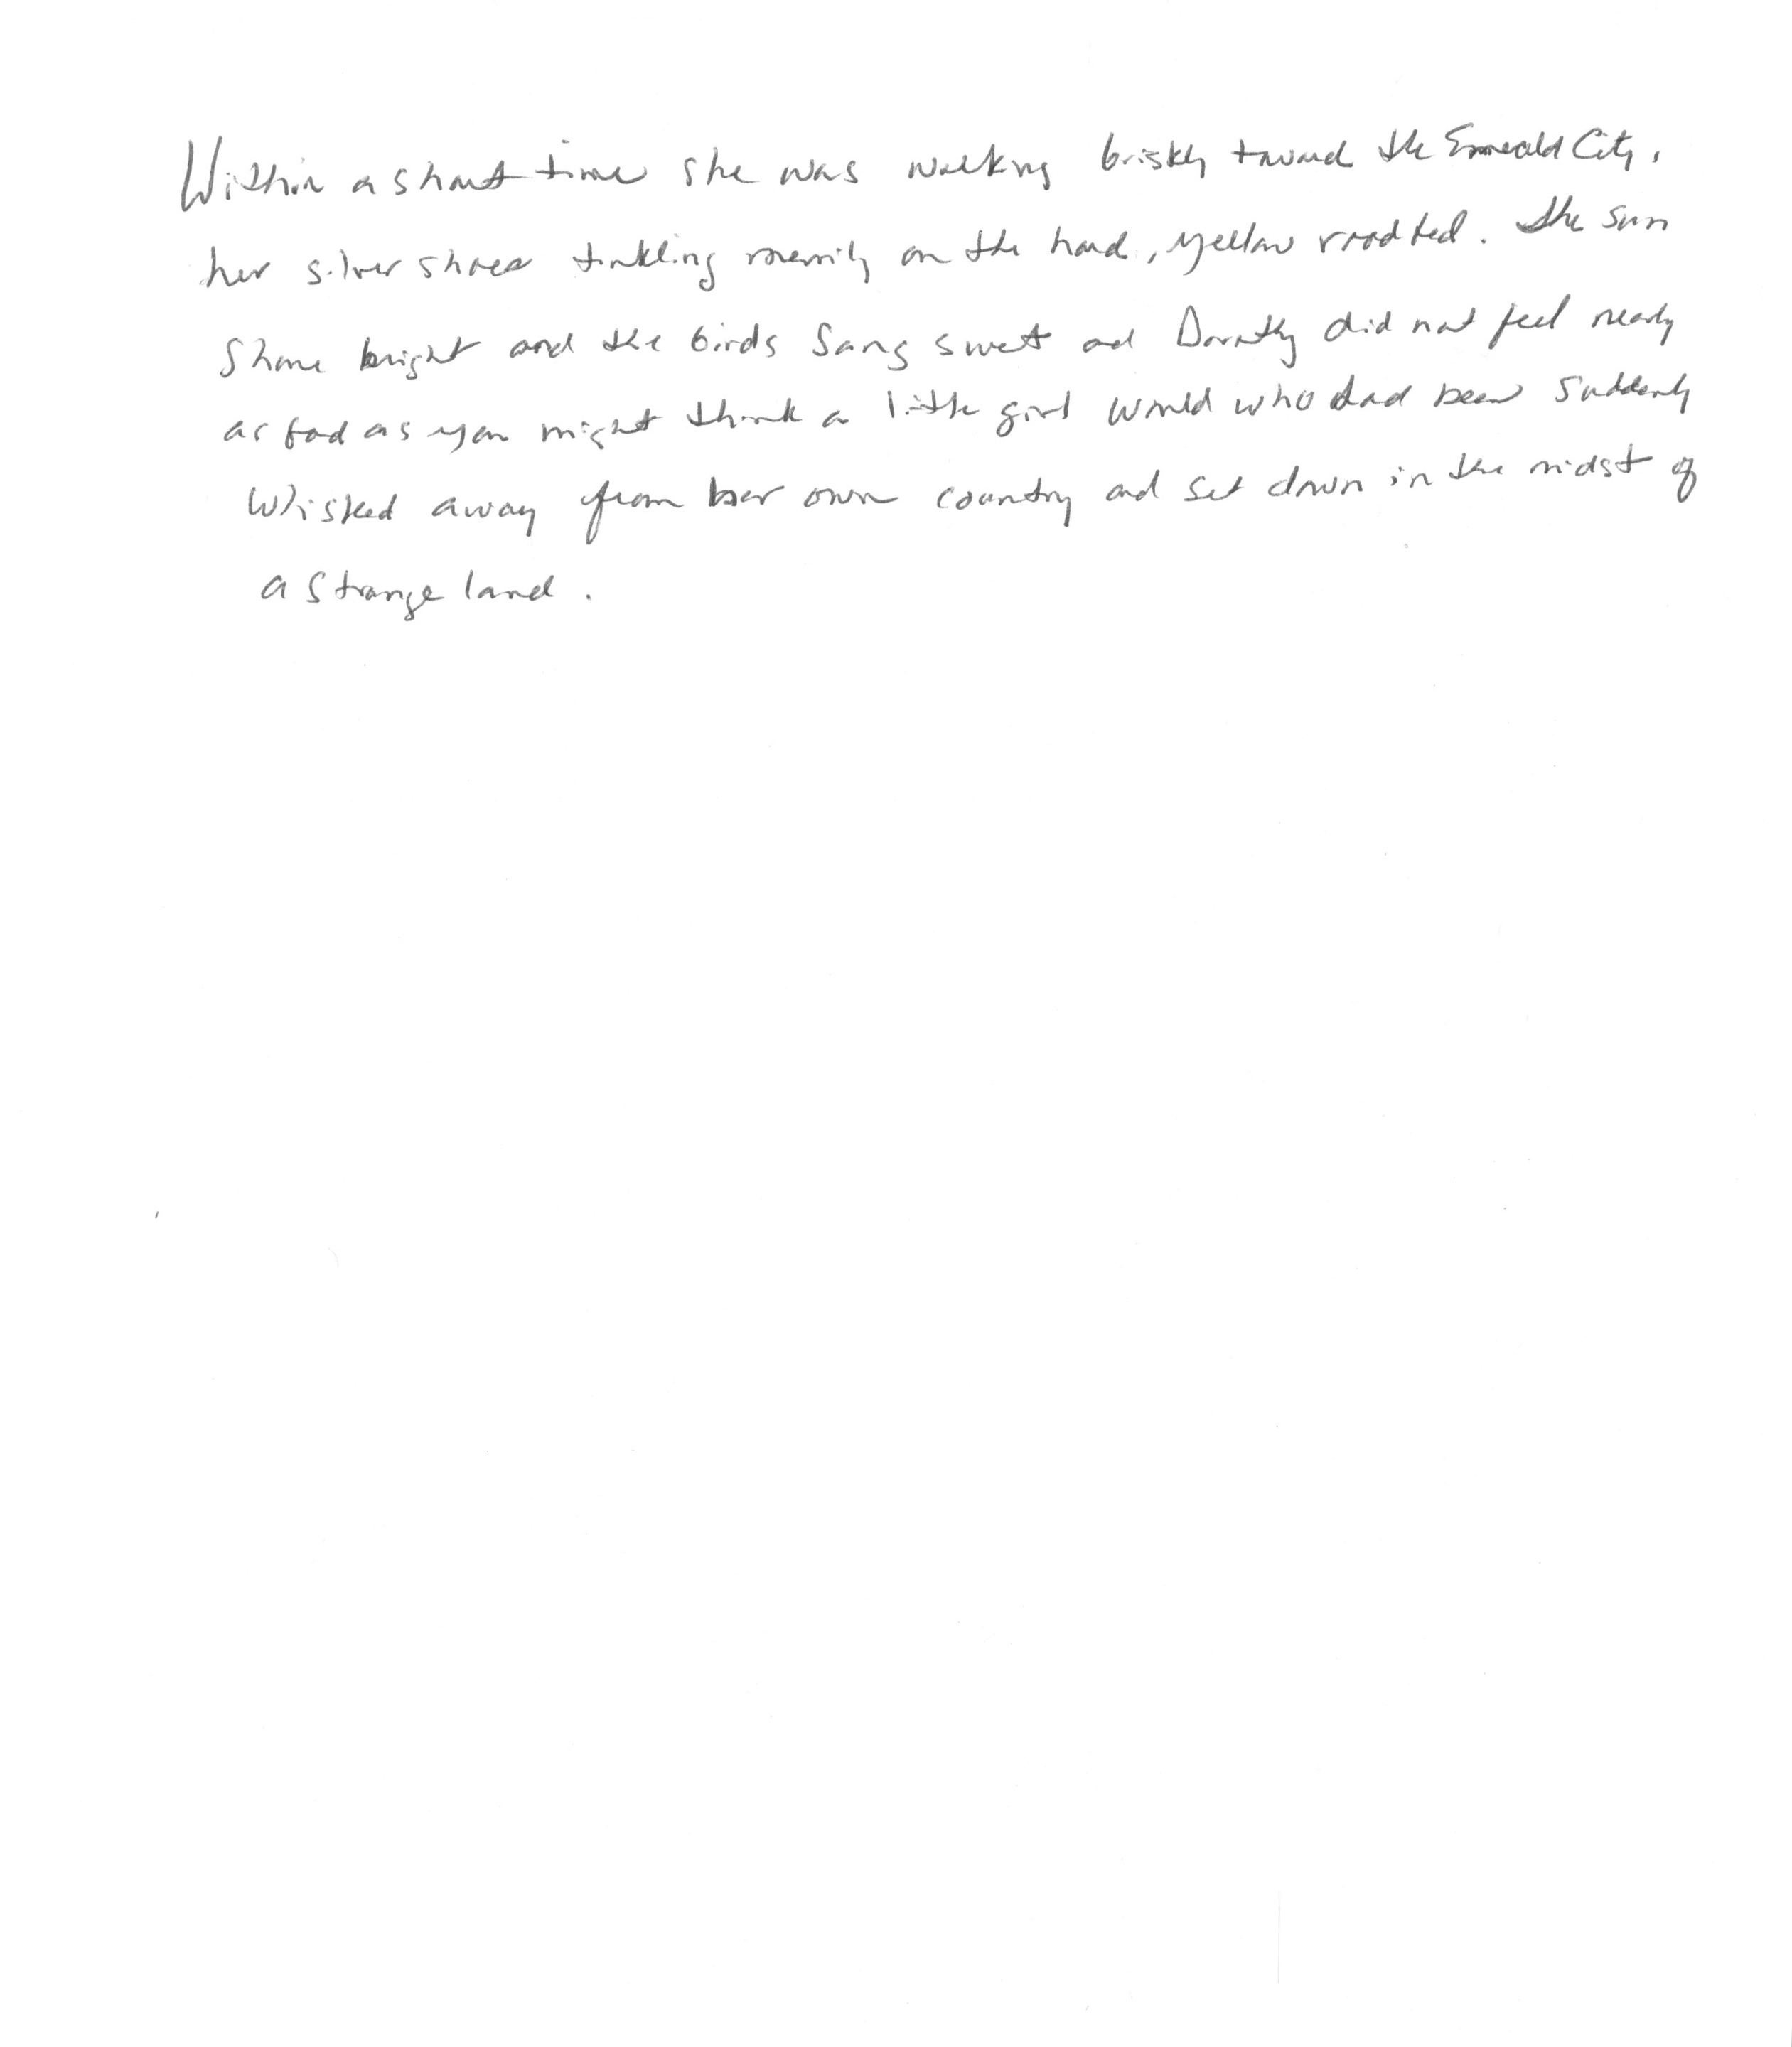 Within a short time she was walking briskly toward the Emerald City,
her silver shoes tinkling merrily on the hard, yellow roadbed. The sun
shone bright and the birds sang sweet and Dorothy did not feel nearly
as bad as you might think a little girl would who had been suddenly
whisked away from her own country and set down in the midst of
a strange land.